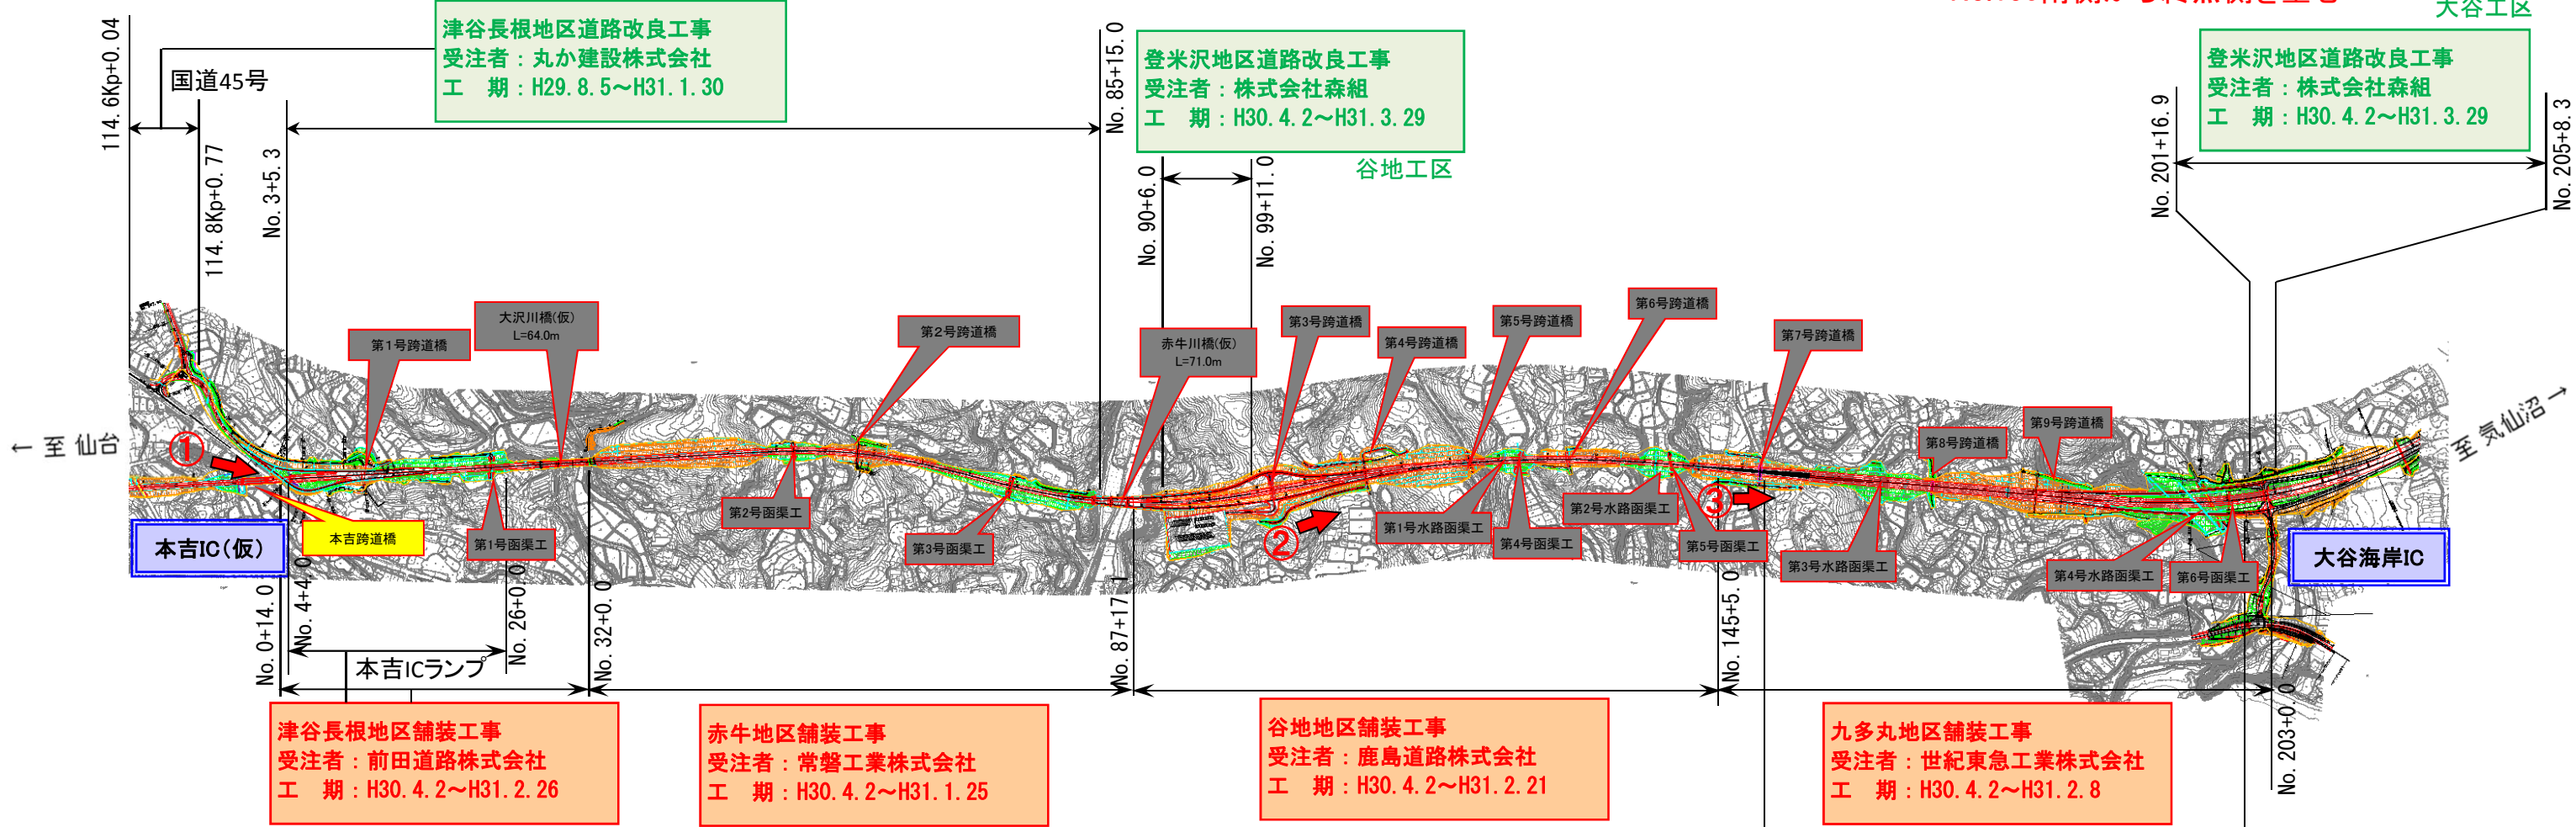 大谷工区
津谷長根地区道路改良工事
受注者：丸か建設株式会社
工　期：H29.8.5～H31.1.30
登米沢地区道路改良工事
受注者：株式会社森組
工　期：H30.4.2～H31.3.29
谷地工区
登米沢地区道路改良工事
受注者：株式会社森組
工　期：H30.4.2～H31.3.29
114.6Kp+0.04
国道45号
114.8Kp+0.77
No.3+5.3
No.85+15.0
No.90+6.0
No.99+11.0
No.201+16.9
No.205+8.3
第1号跨道橋
大沢川橋(仮)
L=64.0m
第2号跨道橋
赤牛川橋(仮)
L=71.0m
第3号跨道橋
第4号跨道橋
第5号跨道橋
第6号跨道橋
第7号跨道橋
第8号跨道橋
第9号跨道橋
← 至 仙台
至 気仙沼 →
①
②
③
本吉IC(仮)
本吉跨道橋
第1号函渠工
第2号函渠工
第3号函渠工
第1号水路函渠工
第4号函渠工
第2号水路函渠工
第5号函渠工
第3号水路函渠工
第4号水路函渠工
第6号函渠工
大谷海岸IC
No.0+14.0
No.4+4.0
No.26+0.0
No.32+0.0
No.87+17.1
No.145+5.0
No.203+0.0
本吉ICランプ
津谷長根地区舗装工事
受注者：前田道路株式会社
工　期：H30.4.2～H31.2.26
赤牛地区舗装工事
受注者：常磐工業株式会社
工　期：H30.4.2～H31.1.25
谷地地区舗装工事
受注者：鹿島道路株式会社
工　期：H30.4.2～H31.2.21
九多丸地区舗装工事
受注者：世紀東急工業株式会社
工　期：H30.4.2～H31.2.8